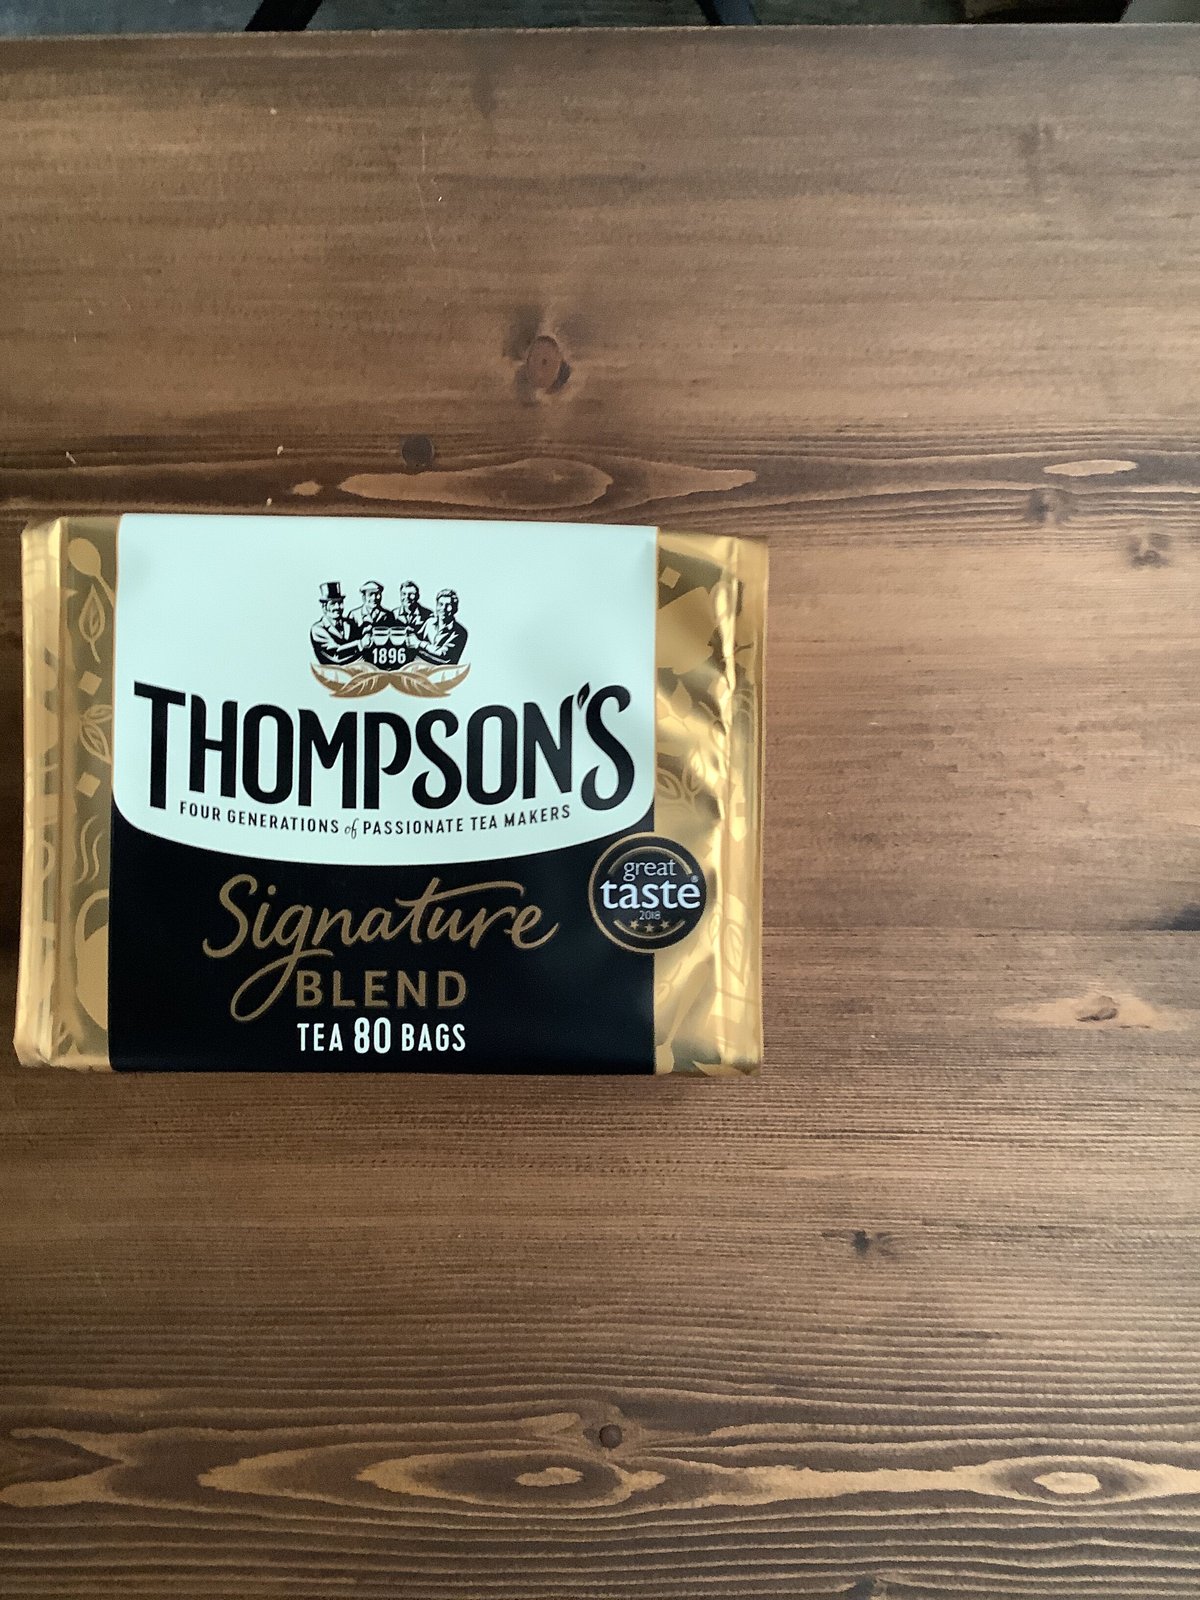 1896
THOMPSON'S
FOUR GENERATIONS of PASSIONATE TEA MAKERS
Signature
BLEND
TEA 80 BAGS
great
taste®
2018